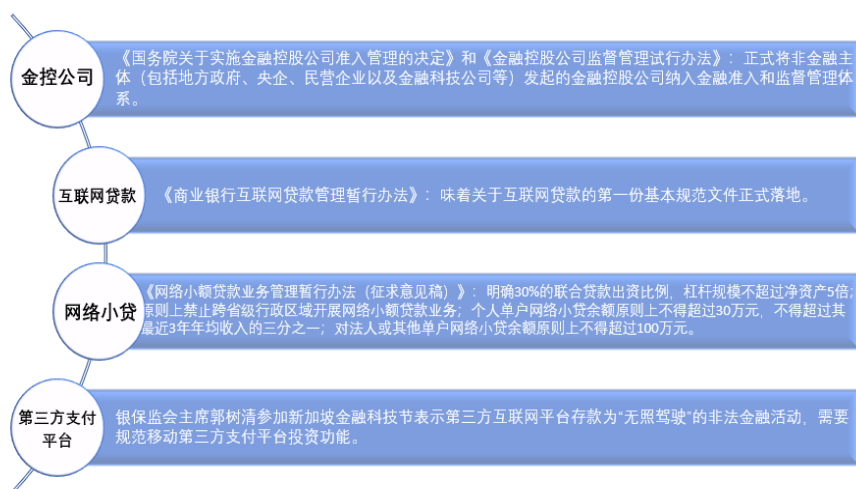 金控公司
《国务院关于实施金融控股公司准入管理的决定》和《金融控股公司监督管理试行办法》：正式将非金融主
体（包括地方政府、央企、民营企业以及金融科技公司等）发起的金融控股公司纳入金融准入和监督管理体
系。
互联网贷款
《商业银行互联网贷款管理暂行办法》：味着关于互联网贷款的第一份基本规范文件正式落地。
网络小贷
《网络小额贷款业务管理暂行办法（征求意见稿）》：明确30%的联合贷款出资比例，杠杆规模不超过净资产5倍；
原则上禁止跨省级行政区域开展网络小额贷款业务；个人单户网络小贷余额原则上不得超过30万元，不得超过其
最近3年年均收入的三分之一；对法人或其他单户网络小贷余额原则上不得超过100万元。
第三方支付
平台
银保监会主席郭树清参加新加坡金融科技节表示第三方互联网平台存款为“无照驾驶”的非法金融活动，需要
规范移动第三方支付平台投资功能。